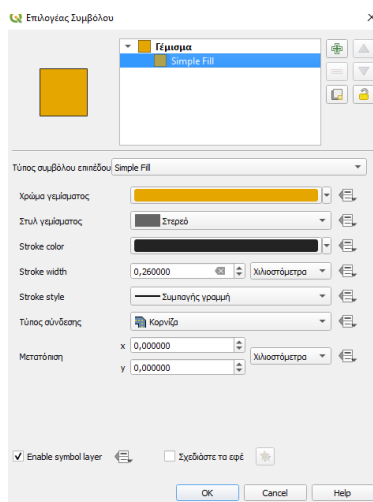 Επιλογέας Συμβόλου
Γέμισμα
Simple Fill
Τύπος συμβόλου επιπέδου Simple Fill
Χρώμα γεμίσματος
Στυλ γεμίσματος Στερεό
Stroke color
Stroke width 0,260000 Χιλιοστόμετρα
Stroke style Συμπαγής γραμμή
Τύπος σύνδεσης Κορνίζα
Μετατόπιση x 0,000000 Χιλιοστόμετρα
y 0,000000
Enable symbol layer Σχεδιάστε τα εφέ
OK Cancel Help